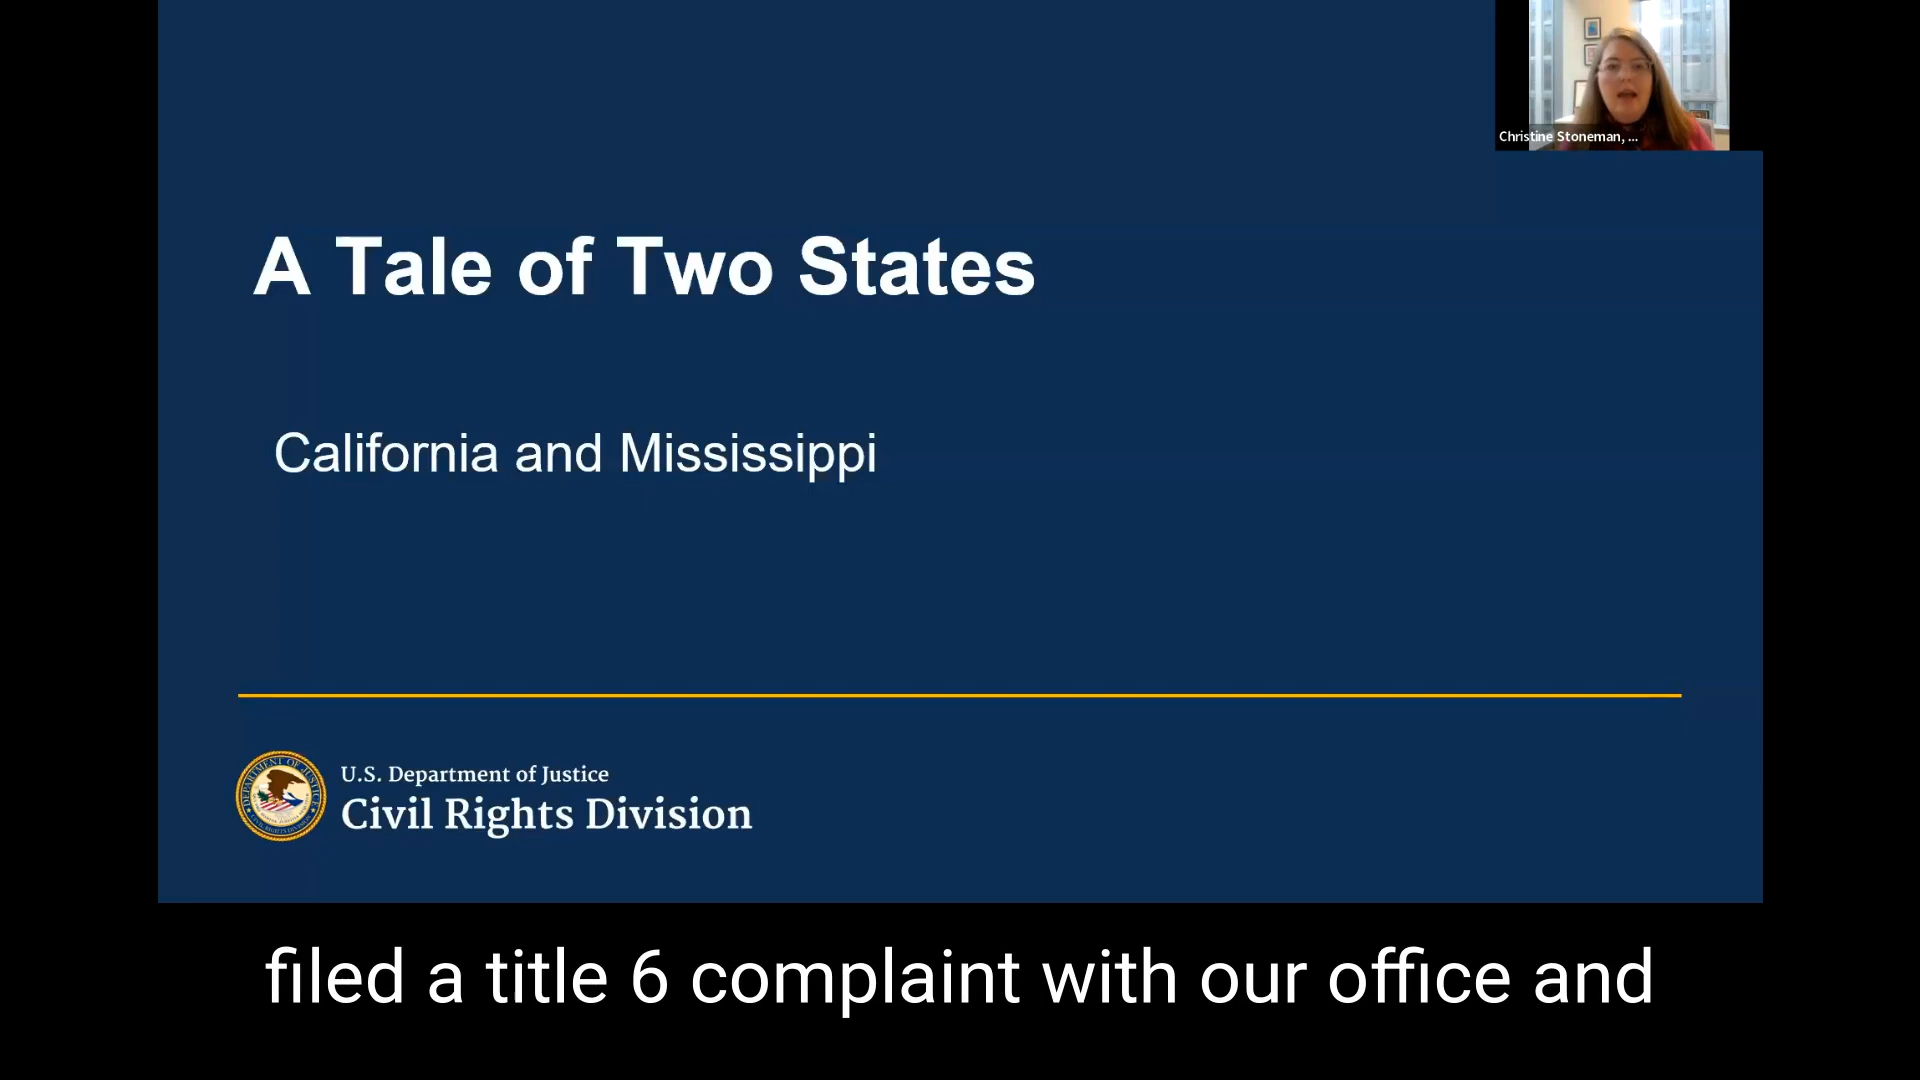 Christine Stoneman, ...
A Tale of Two States
California and Mississippi
U.S. Department of Justice
Civil Rights Division
filed a title 6 complaint with our office and